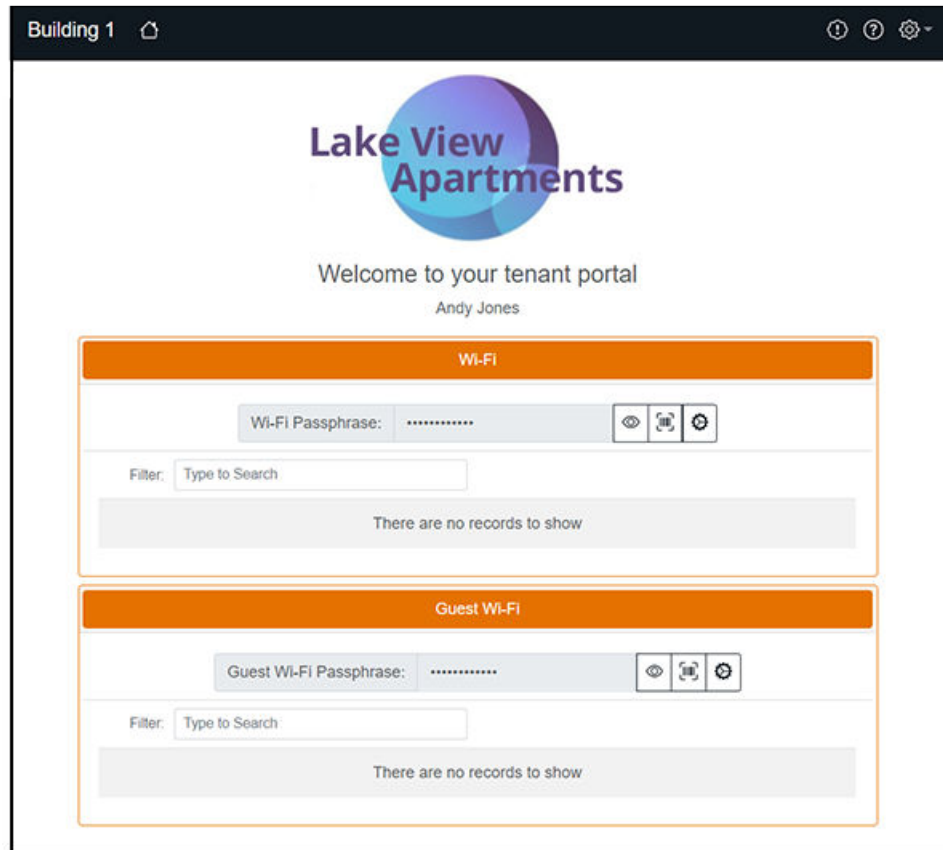 Building 1
Lake View
Apartments
Welcome to your tenant portal
Andy Jones
Wi-Fi
Wi-Fi Passphrase: ••••••••••••
Filter: Type to Search
There are no records to show
Guest Wi-Fi
Guest Wi-Fi Passphrase: ••••••••••••
Filter: Type to Search
There are no records to show